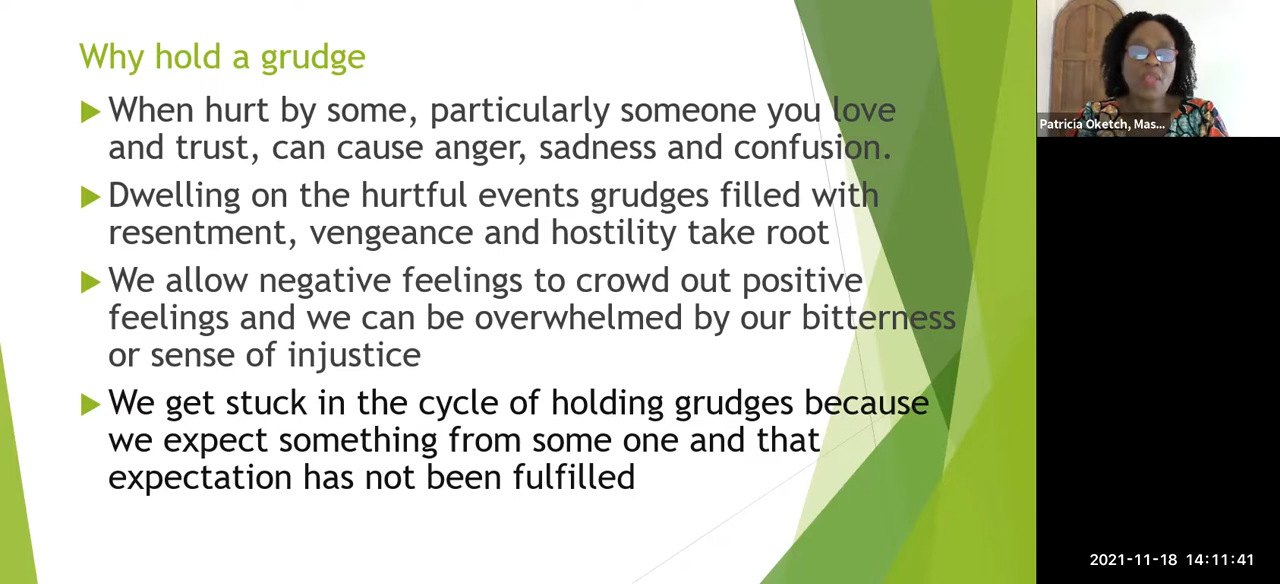 Why hold a grudge
When hurt by some, particularly someone you love
and trust, can cause anger, sadness and confusion.
Dwelling on the hurtful events grudges filled with
resentment, vengeance and hostility take root
We allow negative feelings to crowd out positive
feelings and we can be overwhelmed by our bitterness
or sense of injustice
We get stuck in the cycle of holding grudges because
we expect something from some one and that
expectation has not been fulfilled
Patricia Oketch, Mas...
2021-11-18 14:11:41